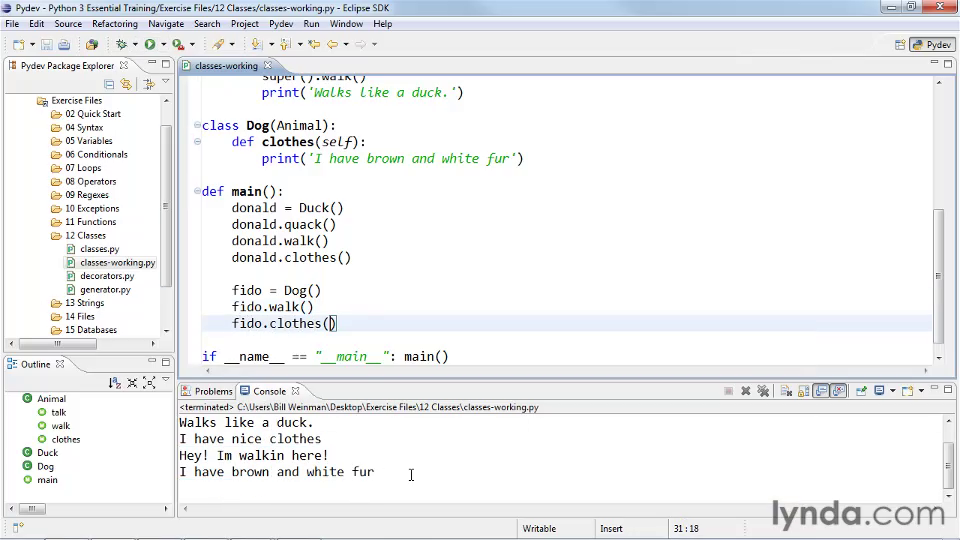 Pydev - Python 3 Essential Training/Exercise Files/12 Classes/classes-working.py - Eclipse SDK
File Edit Source Refactoring Navigate Search Project Pydev Run Window Help
Pydev
Pydev Package Explorer
Exercise Files
02 Quick Start
04 Syntax
05 Variables
06 Conditionals
07 Loops
08 Operators
09 Regexes
10 Exceptions
11 Functions
12 Classes
classes.py
classes-working.py
decorators.py
generator.py
13 Strings
14 Files
15 Databases
Outline
Animal
talk
walk
clothes
Duck
Dog
main
classes-working
super().walk()
print('Walks like a duck.')
class Dog(Animal):
def clothes(self):
print('I have brown and white fur')
def main():
donald = Duck()
donald.quack()
donald.walk()
donald.clothes()
fido = Dog()
fido.walk()
fido.clothes()
if __name__ == "__main__": main()
Problems Console
<terminated> C:\Users\Bill Weinman\Desktop\Exercise Files\12 Classes\classes-working.py
Walks like a duck.
I have nice clothes
Hey! Im walkin here!
I have brown and white fur
Writable Insert 31 : 18
lynda.com